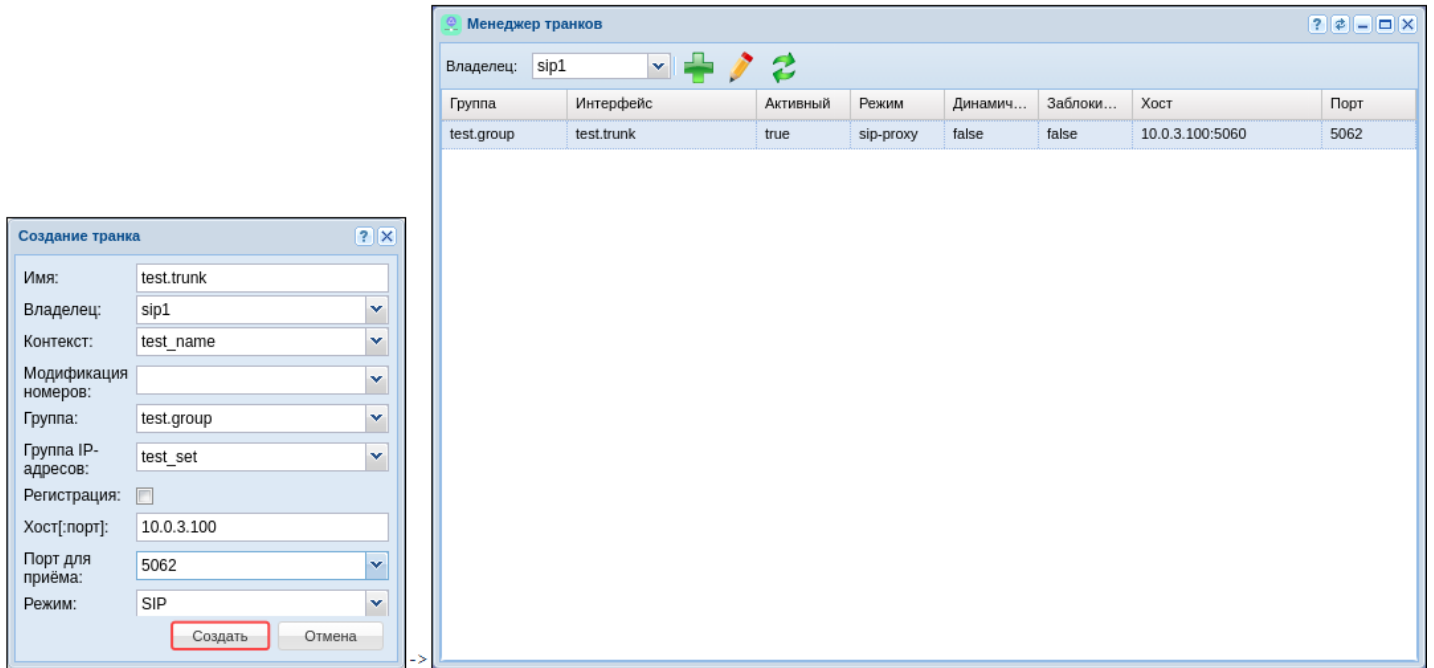 Создание транка
Имя: test.trunk
Владелец: sip1
Контекст: test_name
Модификация
номеров:
Группа: test.group
Группа IP-
адресов: test_set
Регистрация:
Хост[:порт]: 10.0.3.100
Порт для
приёма: 5062
Режим: SIP
Создать Отмена
->
Менеджер транков
Владелец: sip1
Группа Интерфейс Активный Режим Динамич... Заблоки... Хост Порт
test.group test.trunk true sip-proxy false false 10.0.3.100:5060 5062